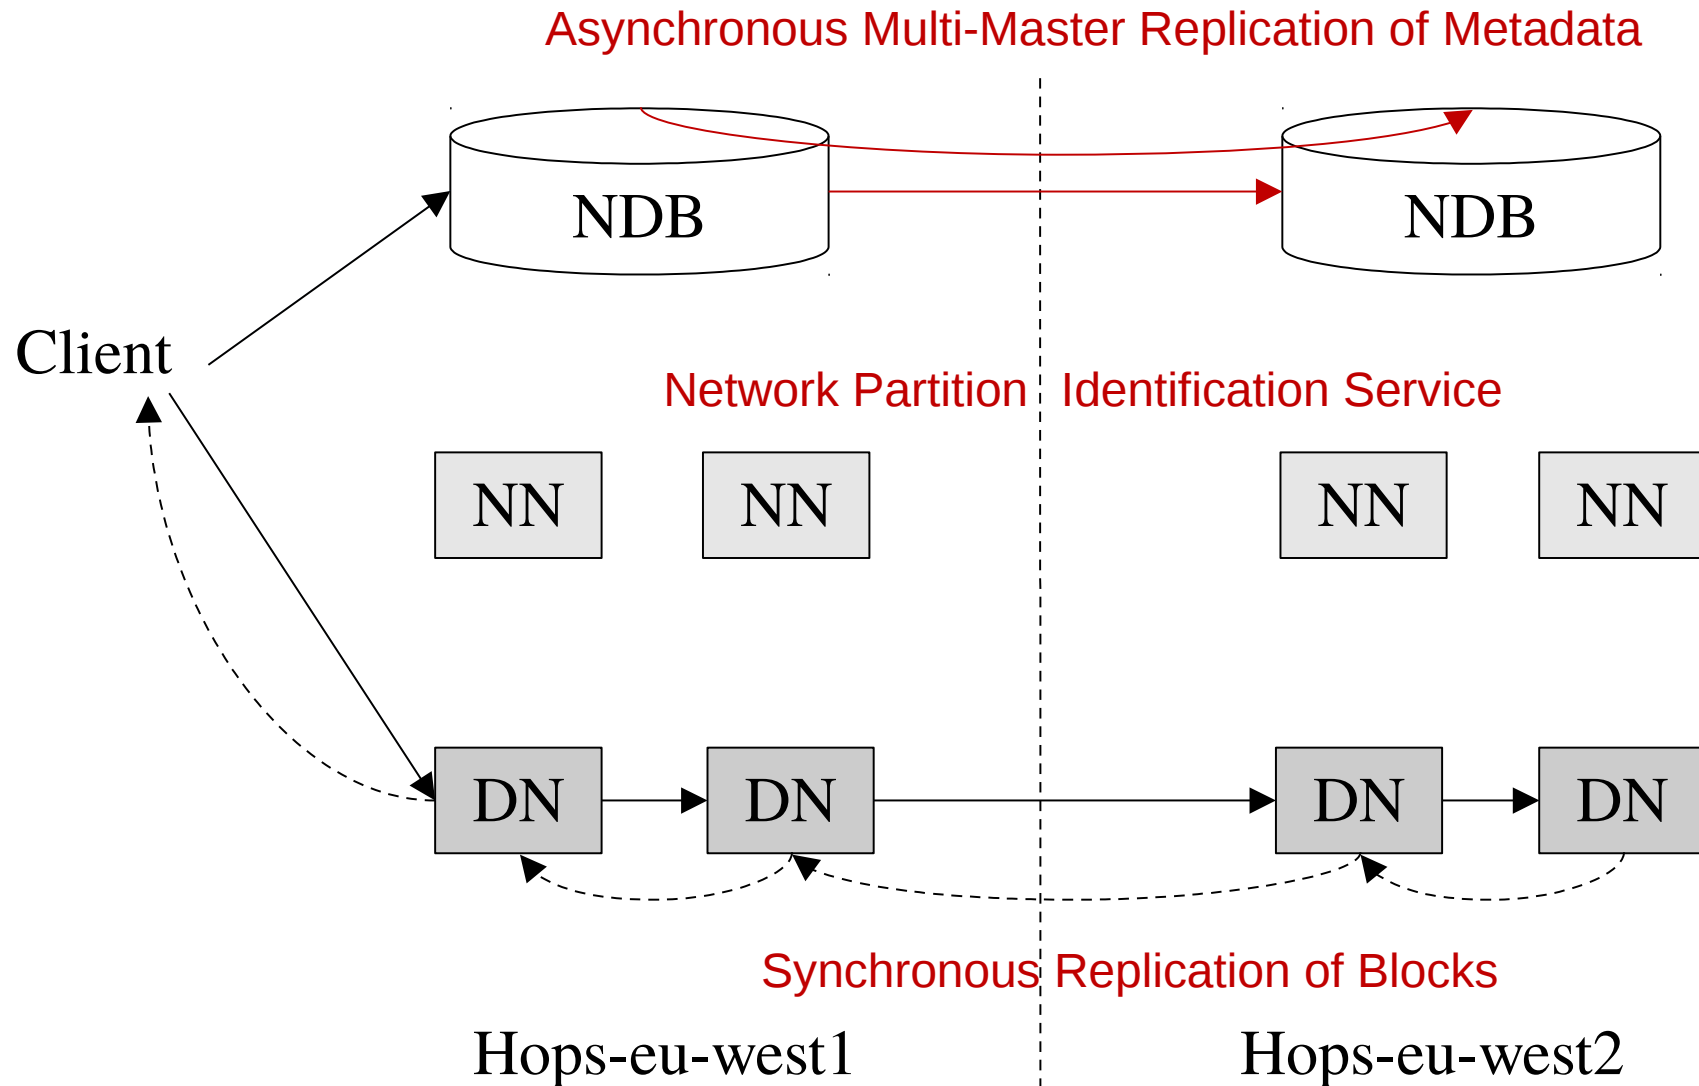 Asynchronous Multi-Master Replication of Metadata
NDB NDB
Client
Network Partition Identification Service
NN NN NN NN
DN DN DN DN
Synchronous Replication of Blocks
Hops-eu-west1 Hops-eu-west2